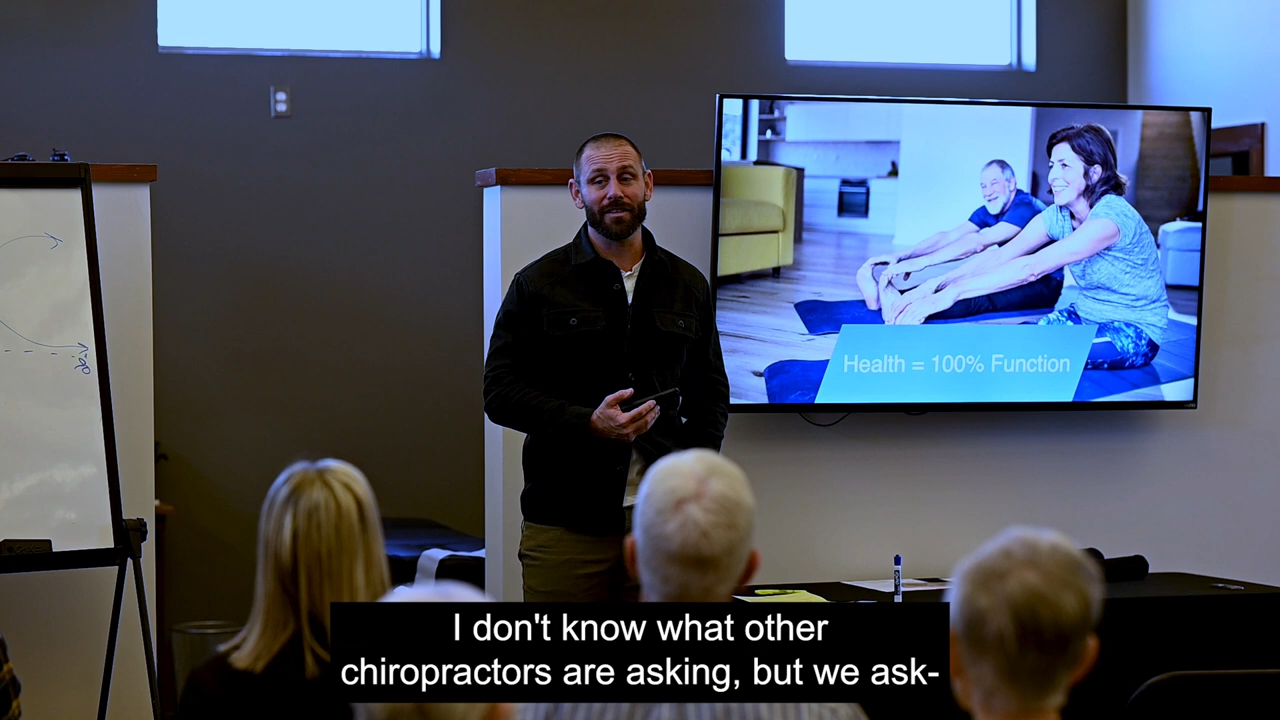 Health = 100% Function
I don't know what other
chiropractors are asking, but we ask-